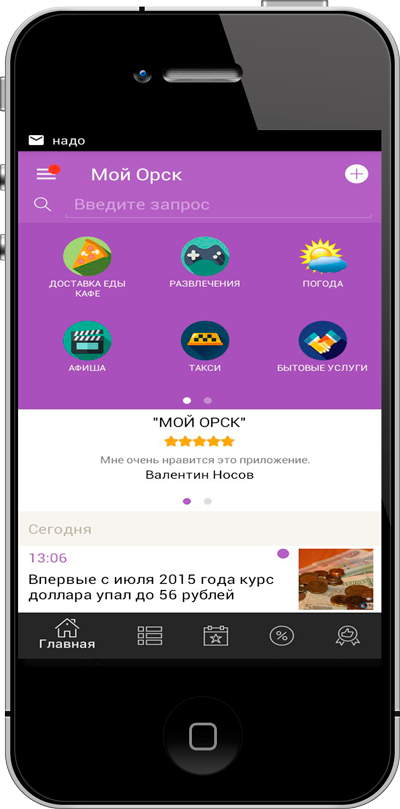 надо
Мой Орск
Введите запрос
ДОСТАВКА ЕДЫ
КАФЕ
РАЗВЛЕЧЕНИЯ
ПОГОДА
АФИША
ТАКСИ
БЫТОВЫЕ УСЛУГИ
"МОЙ ОРСК"
Мне очень нравится это приложение.
Валентин Носов
Сегодня
13:06
Впервые с июля 2015 года курс
доллара упал до 56 рублей
Главная
%